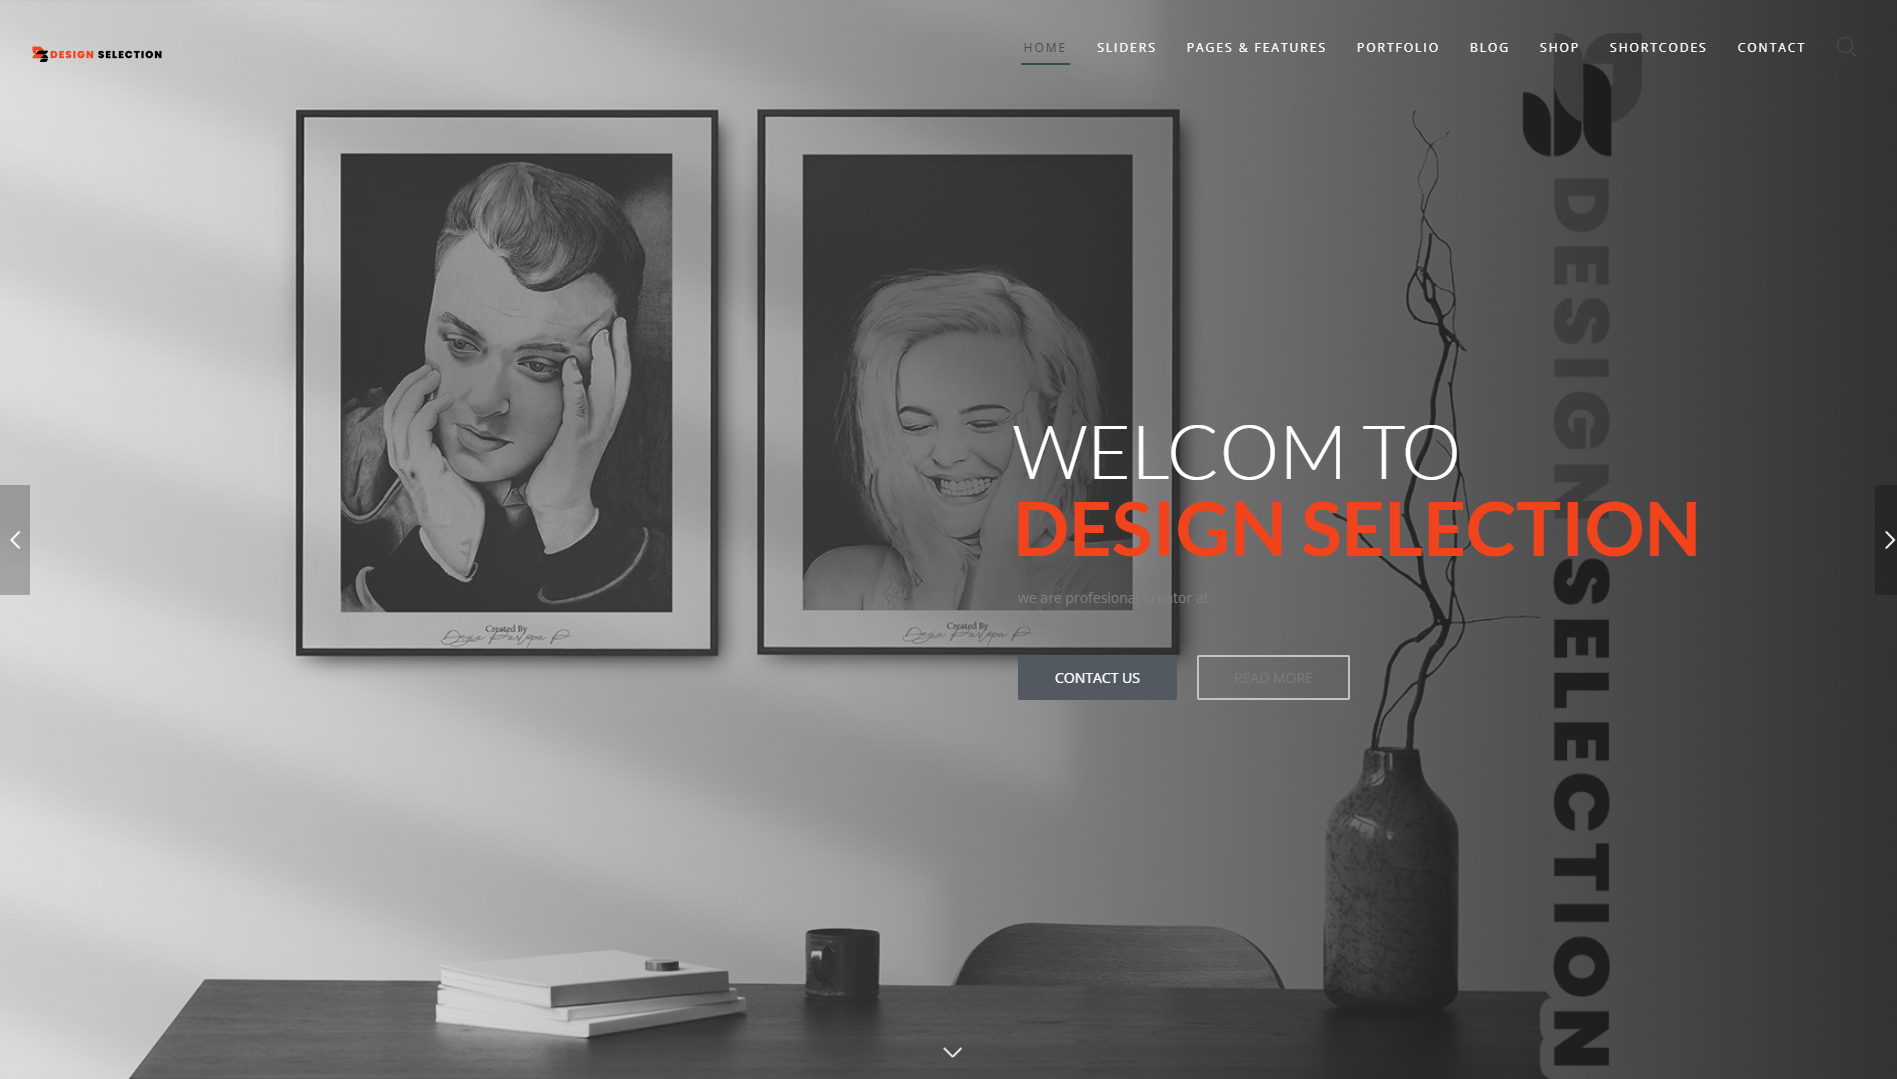 DESIGN SELECTION
HOME SLIDERS PAGES & FEATURES PORTFOLIO BLOG SHOP SHORTCODES CONTACT
WELCOM TO
DESIGN SELECTION
we are profesional Creator at
CONTACT US READ MORE
Created By
Created By
DESIGN SELECTION